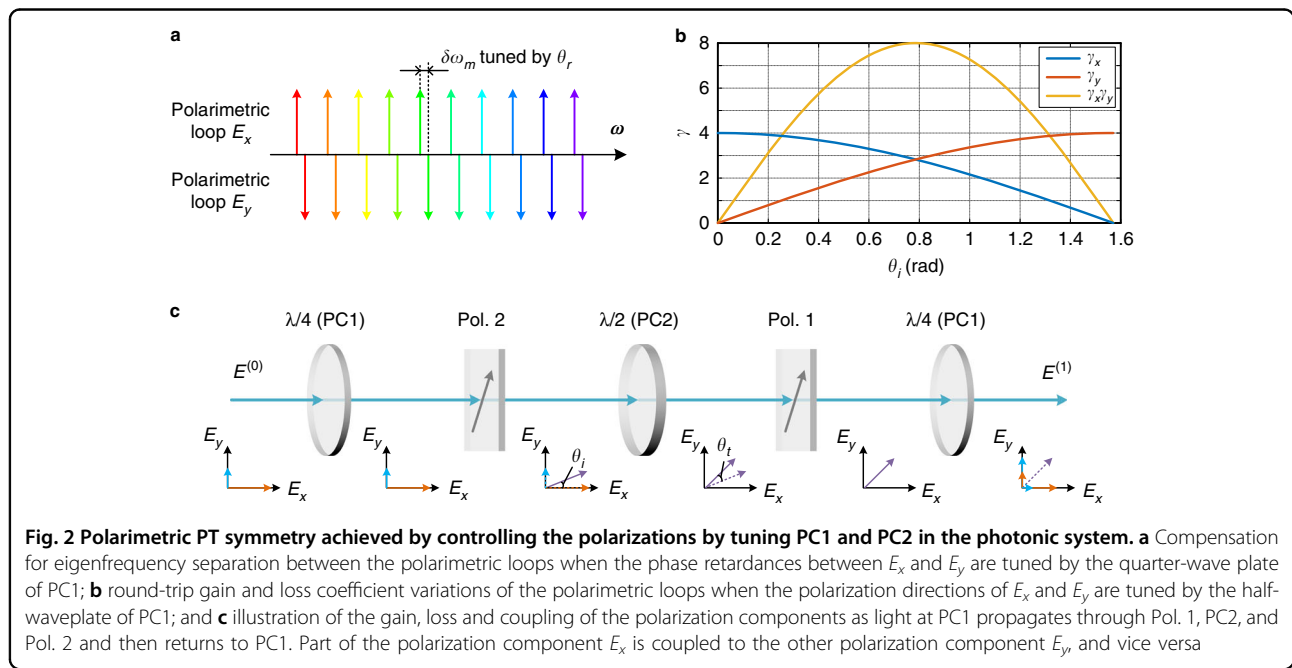 a
δω_m tuned by θ_r
Polarimetric
loop E_x
ω
Polarimetric
loop E_y
b
8
6
4
2
0
γ
γ_x
γ_y
γ_xγ_y
0 0.2 0.4 0.6 0.8 1 1.2 1.4 1.6
θ_i (rad)
c
λ/4 (PC1) Pol. 2 λ/2 (PC2) Pol. 1 λ/4 (PC1)
E^(0) E^(1)
E_y E_y E_y θ_i E_y θ_t E_y E_y
E_x E_x E_x E_x E_x E_x
Fig. 2 Polarimetric PT symmetry achieved by controlling the polarizations by tuning PC1 and PC2 in the photonic system. a Compensation
for eigenfrequency separation between the polarimetric loops when the phase retardances between E_x and E_y are tuned by the quarter-wave plate
of PC1; b round-trip gain and loss coefficient variations of the polarimetric loops when the polarization directions of E_x and E_y are tuned by the half-
waveplate of PC1; and c illustration of the gain, loss and coupling of the polarization components as light at PC1 propagates through Pol. 1, PC2, and
Pol. 2 and then returns to PC1. Part of the polarization component E_x is coupled to the other polarization component E_y, and vice versa